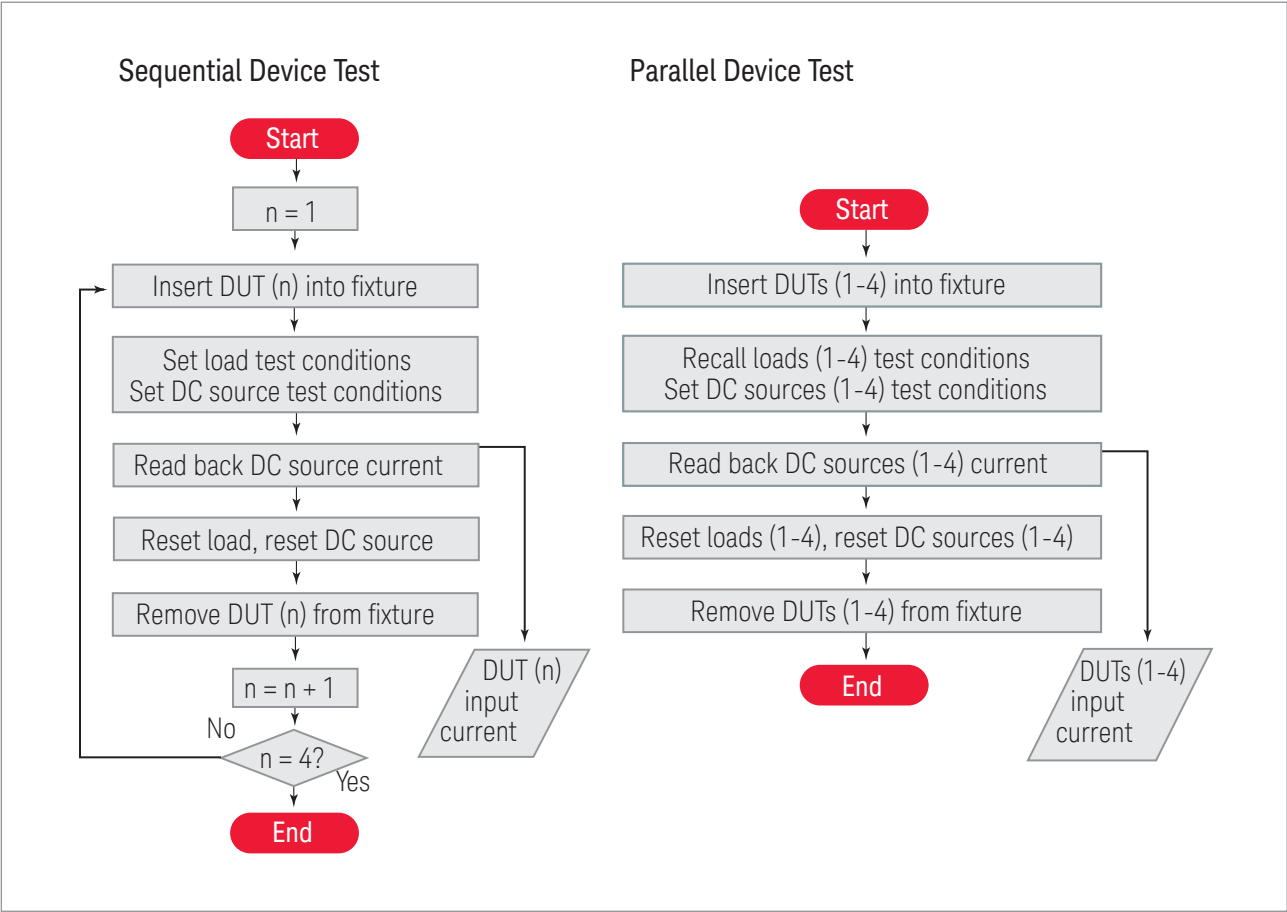 Sequential Device Test
Start
n = 1
Insert DUT (n) into fixture
Set load test conditions
Set DC source test conditions
Read back DC source current
Reset load, reset DC source
Remove DUT (n) from fixture
n = n + 1
No
n = 4?
Yes
End
DUT (n)
input
current
Parallel Device Test
Start
Insert DUTs (1-4) into fixture
Recall loads (1-4) test conditions
Set DC sources (1-4) test conditions
Read back DC sources (1-4) current
Reset loads (1-4), reset DC sources (1-4)
Remove DUTs (1-4) from fixture
End
DUTs (1-4)
input
current